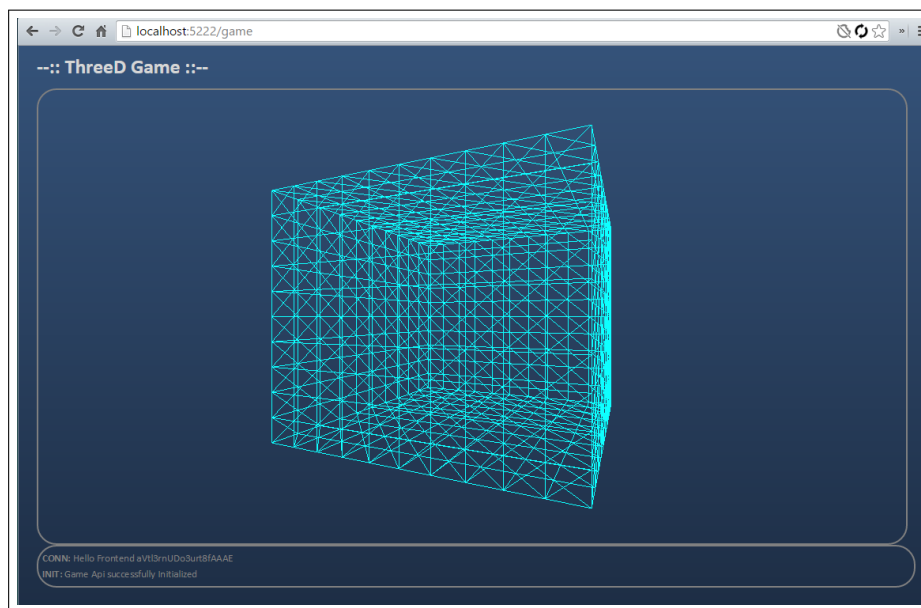 localhost:5222/game
»
--:: ThreeD Game ::--
CONN: Hello Frontend aVtl3rnUDo3urt8fAAAE
INIT: Game Api successfully Initialized